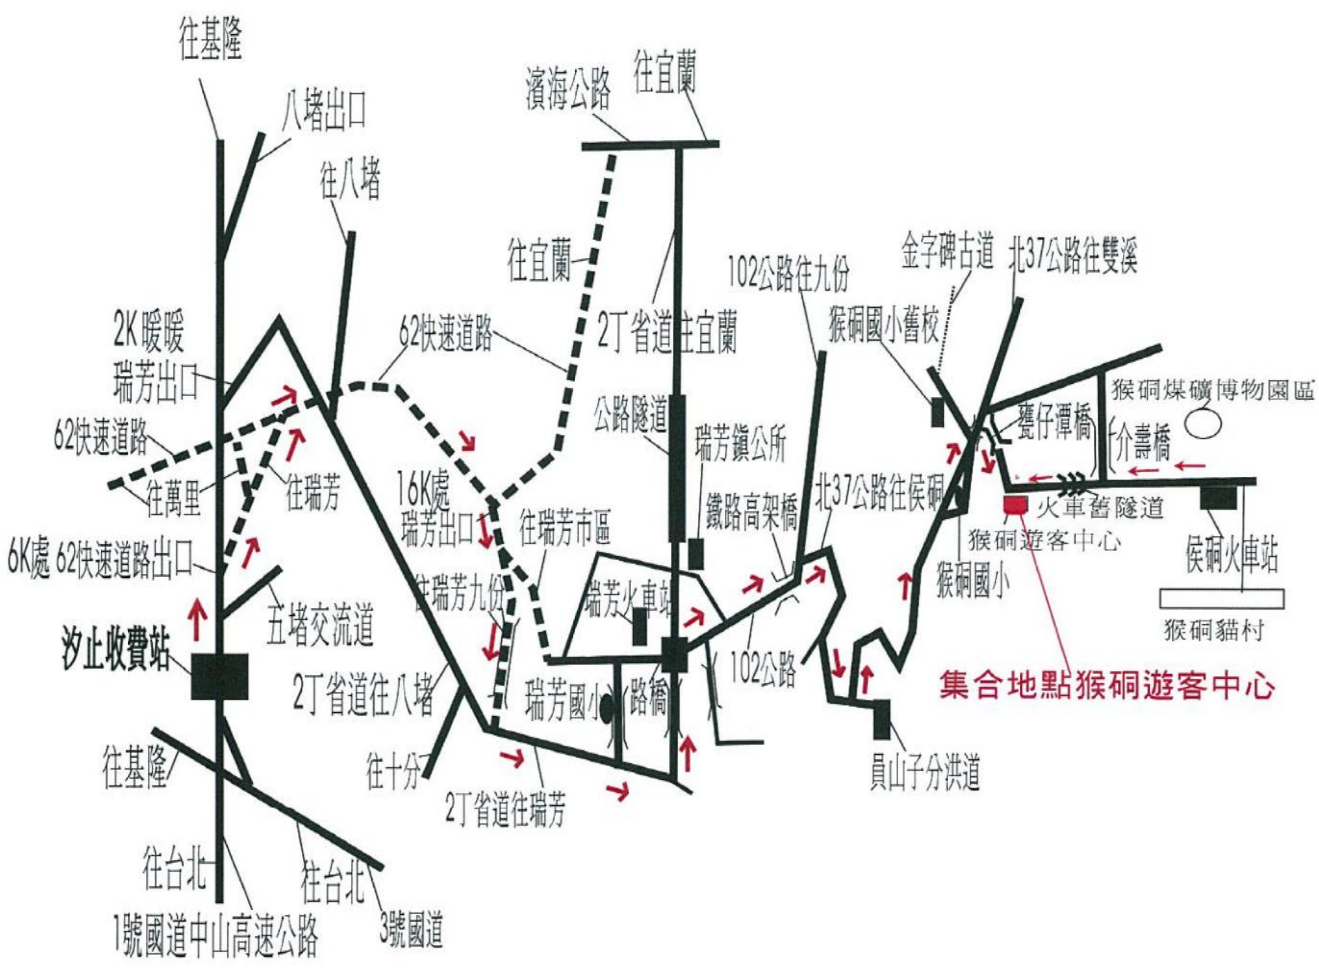 往基隆
八堵出口
往八堵
濱海公路
往宜蘭
往宜蘭
2丁省道往宜蘭
102公路往九份
金字碑古道
北37公路往雙溪
猴硐國小舊校
2K暖暖
瑞芳出口
62快速道路
62快速道路
往萬里
往瑞芳
6K處 62快速道路出口
五堵交流道
汐止收費站
16K處
瑞芳出口
往瑞芳市區
往瑞芳九份
公路隧道
瑞芳鎮公所
鐵路高架橋
北37公路往侯硐
甕仔潭橋
介壽橋
猴硐煤礦博物園區
火車舊隧道
猴硐遊客中心
猴硐國小
侯硐火車站
猴硐貓村
集合地點猴硐遊客中心
瑞芳火車站
102公路
瑞芳國小
路橋
員山子分洪道
2丁省道往八堵
往十分
2丁省道往瑞芳
往基隆
往台北
往台北
1號國道中山高速公路
3號國道